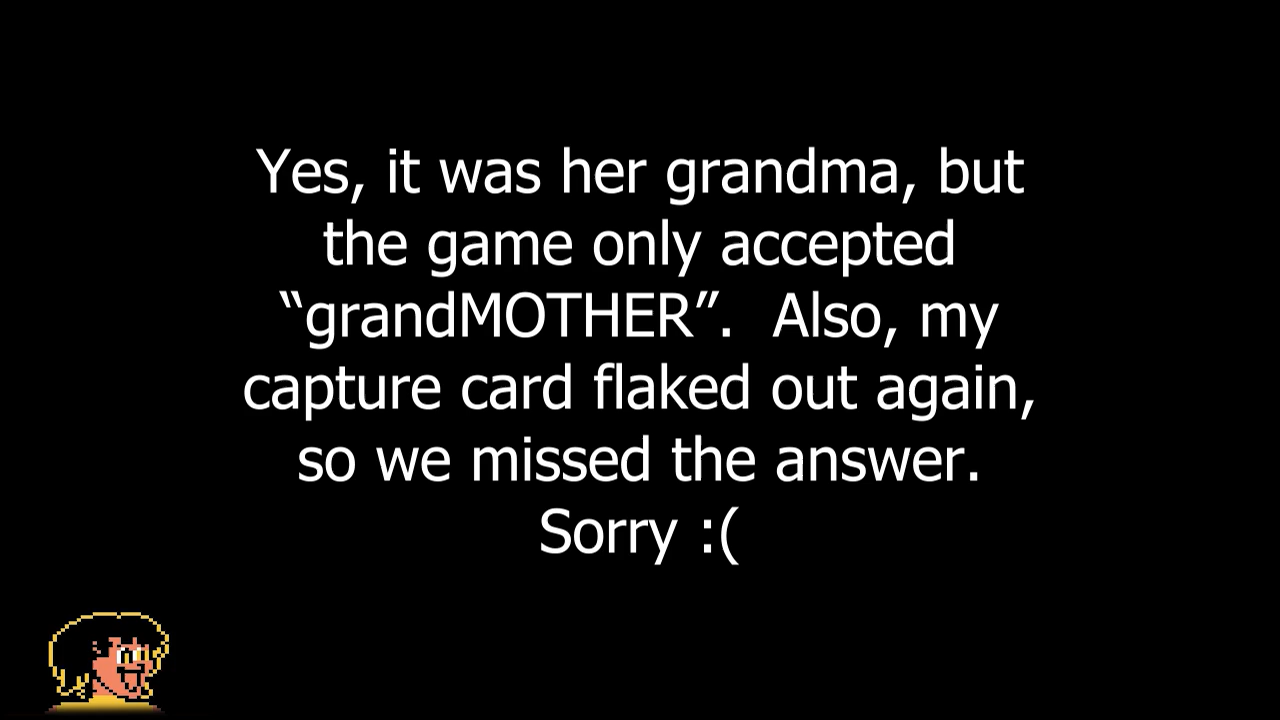 Yes, it was her grandma, but
the game only accepted
“grandMOTHER”.  Also, my
capture card flaked out again,
so we missed the answer.
Sorry :(